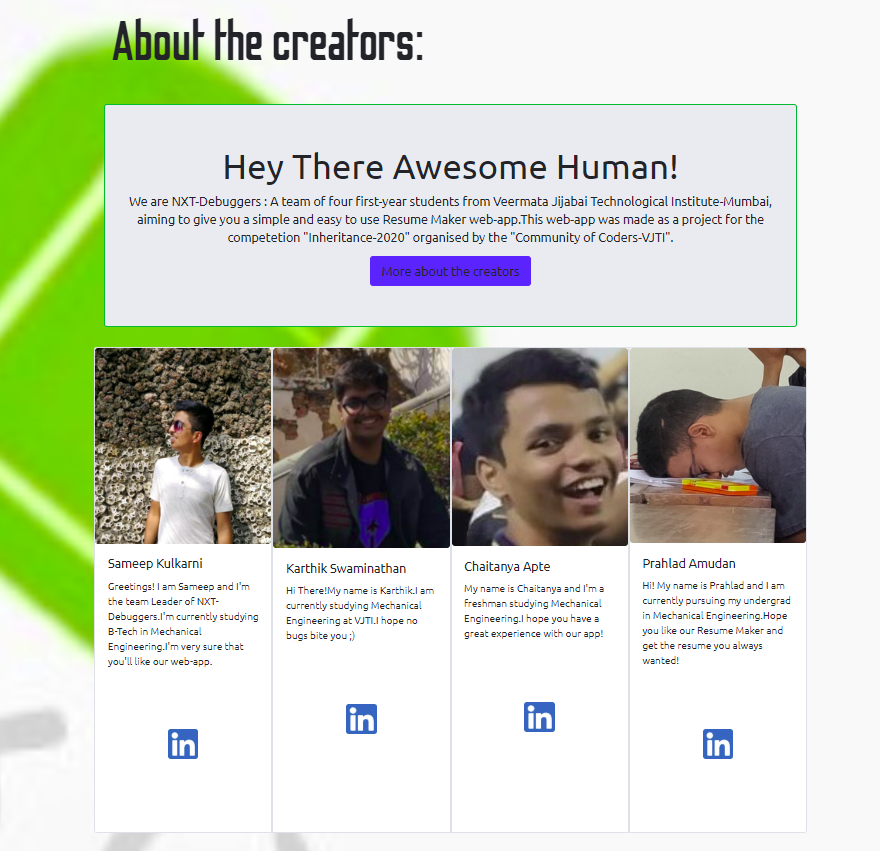 About the creators:
Hey There Awesome Human!
We are NXT-Debuggers : A team of four first-year students from Veermata Jijabai Technological Institute-Mumbai,
aiming to give you a simple and easy to use Resume Maker web-app.This web-app was made as a project for the
competetion "Inheritance-2020" organised by the "Community of Coders-VJTI".
More about the creators
Sameep Kulkarni
Greetings! I am Sameep and I'm
the team Leader of NXT-
Debuggers.I'm currently studying
B-Tech in Mechanical
Engineering.I'm very sure that
you'll like our web-app.
in
Karthik Swaminathan
Hi There!My name is Karthik.I am
currently studying Mechanical
Engineering at VJTI.I hope no
bugs bite you ;)
in
Chaitanya Apte
My name is Chaitanya and I'm a
freshman studying Mechanical
Engineering.I hope you have a
great experience with our app!
in
Prahlad Amudan
Hi! My name is Prahlad and I am
currently pursuing my undergrad
in Mechanical Engineering.Hope
you like our Resume Maker and
get the resume you always
wanted!
in